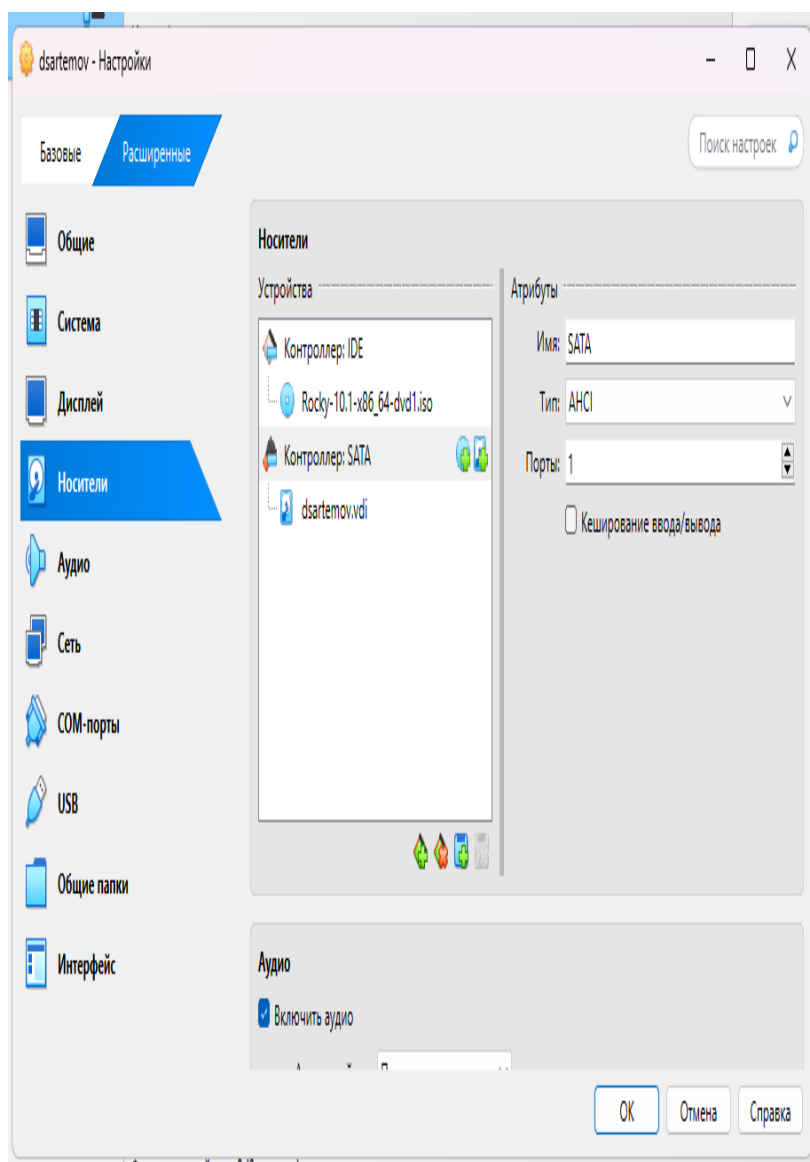 dsartemov - Настройки
Базовые
Расширенные
Поиск настроек
Общие
Система
Дисплей
Носители
Аудио
Сеть
COM-порты
USB
Общие папки
Интерфейс
Носители
Устройства
Контроллер: IDE
Rocky-10.1-x86_64-dvd1.iso
Контроллер: SATA
dsartemov.vdi
Атрибуты
Имя: SATA
Тип: AHCI
Порты: 1
Кеширование ввода/вывода
Аудио
Включить аудио
OK
Отмена
Справка